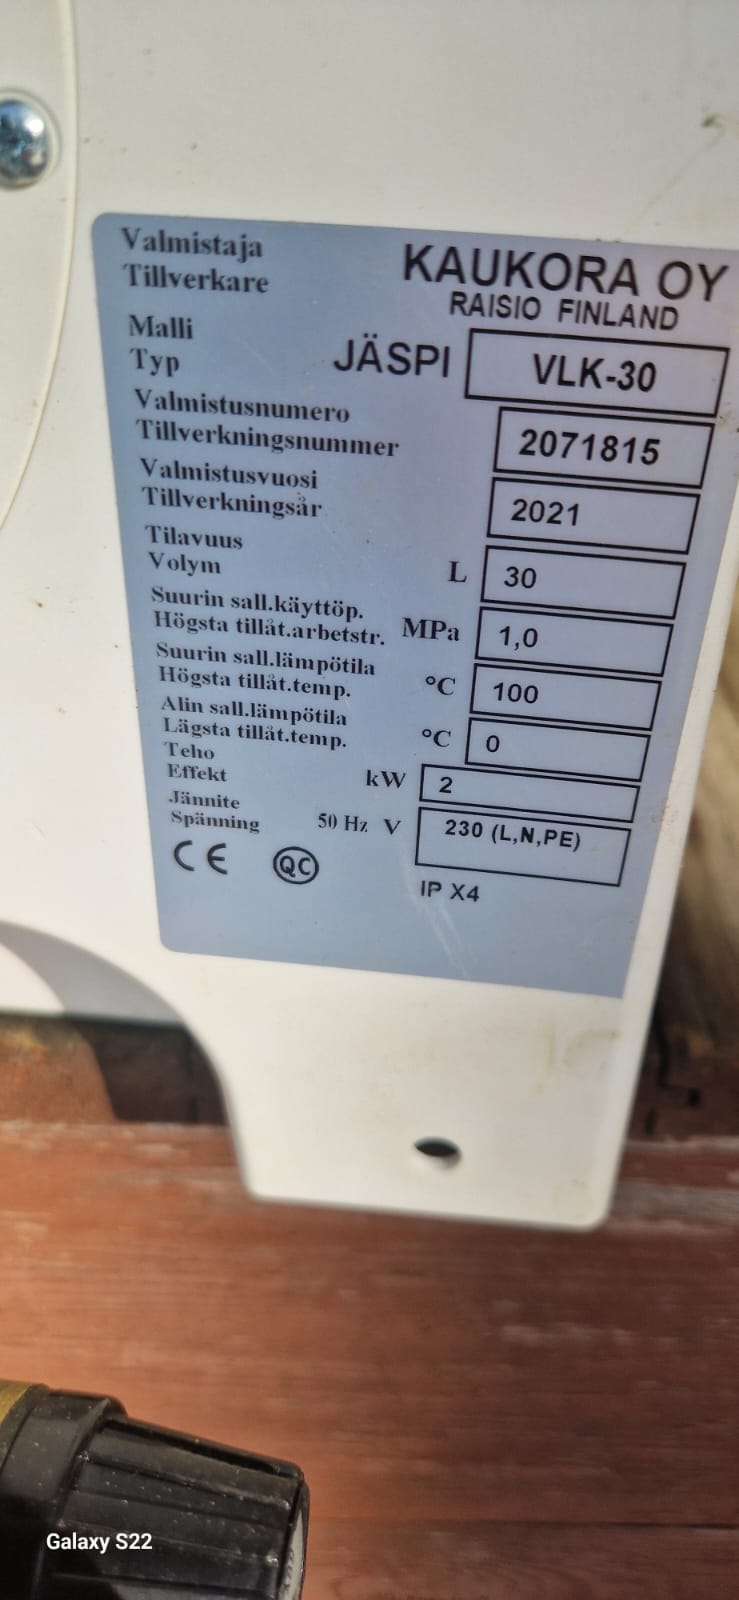 Valmistaja
Tillverkare
KAUKORA OY
RAISIO FINLAND
Malli
Typ
JÄSPI VLK-30
Valmistusnumero
Tillverkningsnummer
2071815
Valmistusvuosi
Tillverkningsår
2021
Tilavuus
Volym
L 30
Suurin sall.käyttöp.
Högsta tillåt.arbetstr. MPa 1,0
Suurin sall.lämpötila
Högsta tillåt.temp. °C 100
Alin sall.lämpötila
Lägsta tillåt.temp. °C 0
Teho
Effekt kW 2
Jännite
Spänning 50 Hz V 230 (L,N,PE)
CE QC
IP X4
Galaxy S22